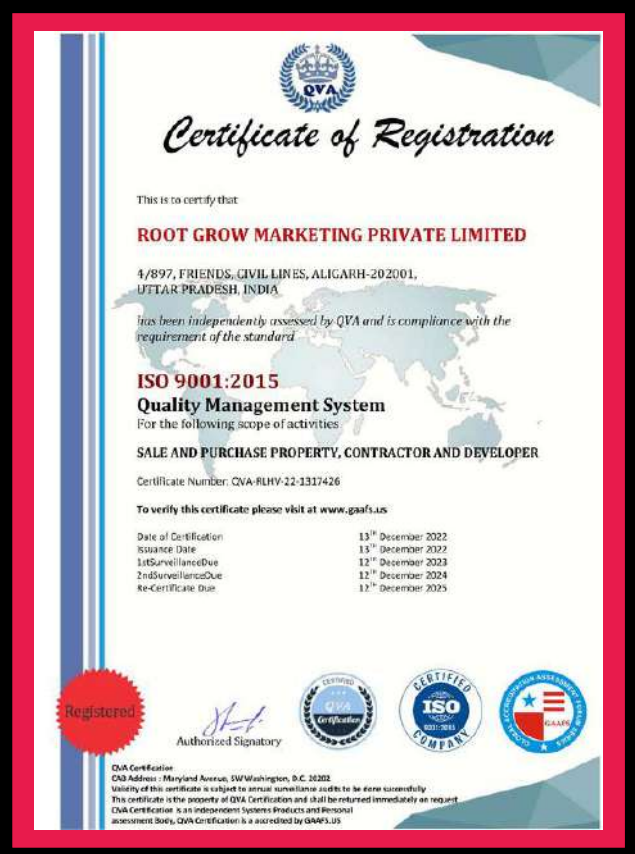 QVA
Certificate of Registration
This is to certify that
ROOT GROW MARKETING PRIVATE LIMITED
4/897, FRIENDS, CIVIL LINES, ALIGARH-202001,
UTTAR PRADESH, INDIA
has been independently assessed by QVA and is compliance with the
requirement of the standard
ISO 9001:2015
Quality Management System
For the following scope of activities
SALE AND PURCHASE PROPERTY, CONTRACTOR AND DEVELOPER
Certificate Number: QVA-RLHV-22-1317426
To verify this certificate please visit at www.gaafs.us
Date of Certification 13TH December 2022
Issuance Date 13TH December 2022
1stSurveillanceDue 12TH December 2023
2ndSurveillanceDue 12TH December 2024
Re-Certificate Due 12TH December 2025
Registered
Authorized Signatory
CERTIFIED
QVA
Certification
CERTIFIED
ISO
9001:2015
COMPANY
GAAFS
QVA Certification
CAB Address : Maryland Avenue, SW Washington, D.C. 20202
Validity of this certificate is subject to annual surveillance audits to be done successfully
This certificate is the property of QVA Certification and shall be returned immediately on request
QVA Certification is an independent Systems Products and Personal
assessment Body, QVA Certification is a accredited by GAAFS.US